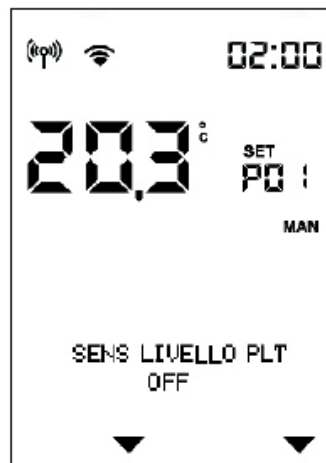 02:00
20,3 °C
SET
P01
MAN
SENS LIVELLO PLT
OFF